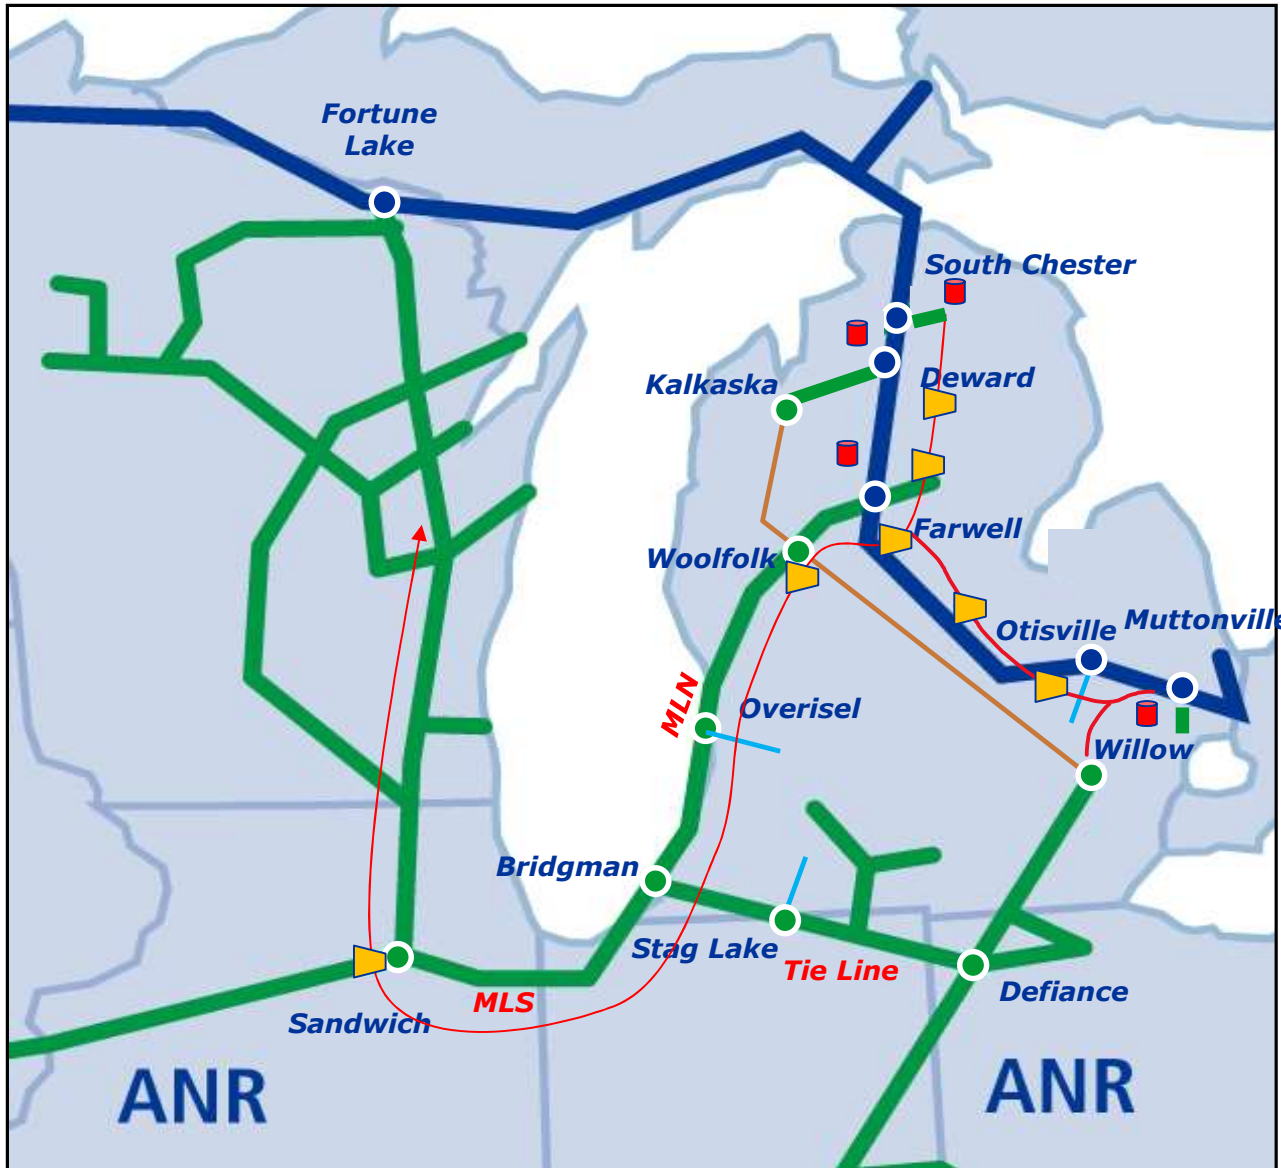 Fortune
Lake
South Chester
Kalkaska
Deward
Farwell
Woolfolk
Otisville
Muttonville
MLN
Overisel
Willow
Bridgman
Stag Lake
Tie Line
MLS
Defiance
Sandwich
ANR
ANR